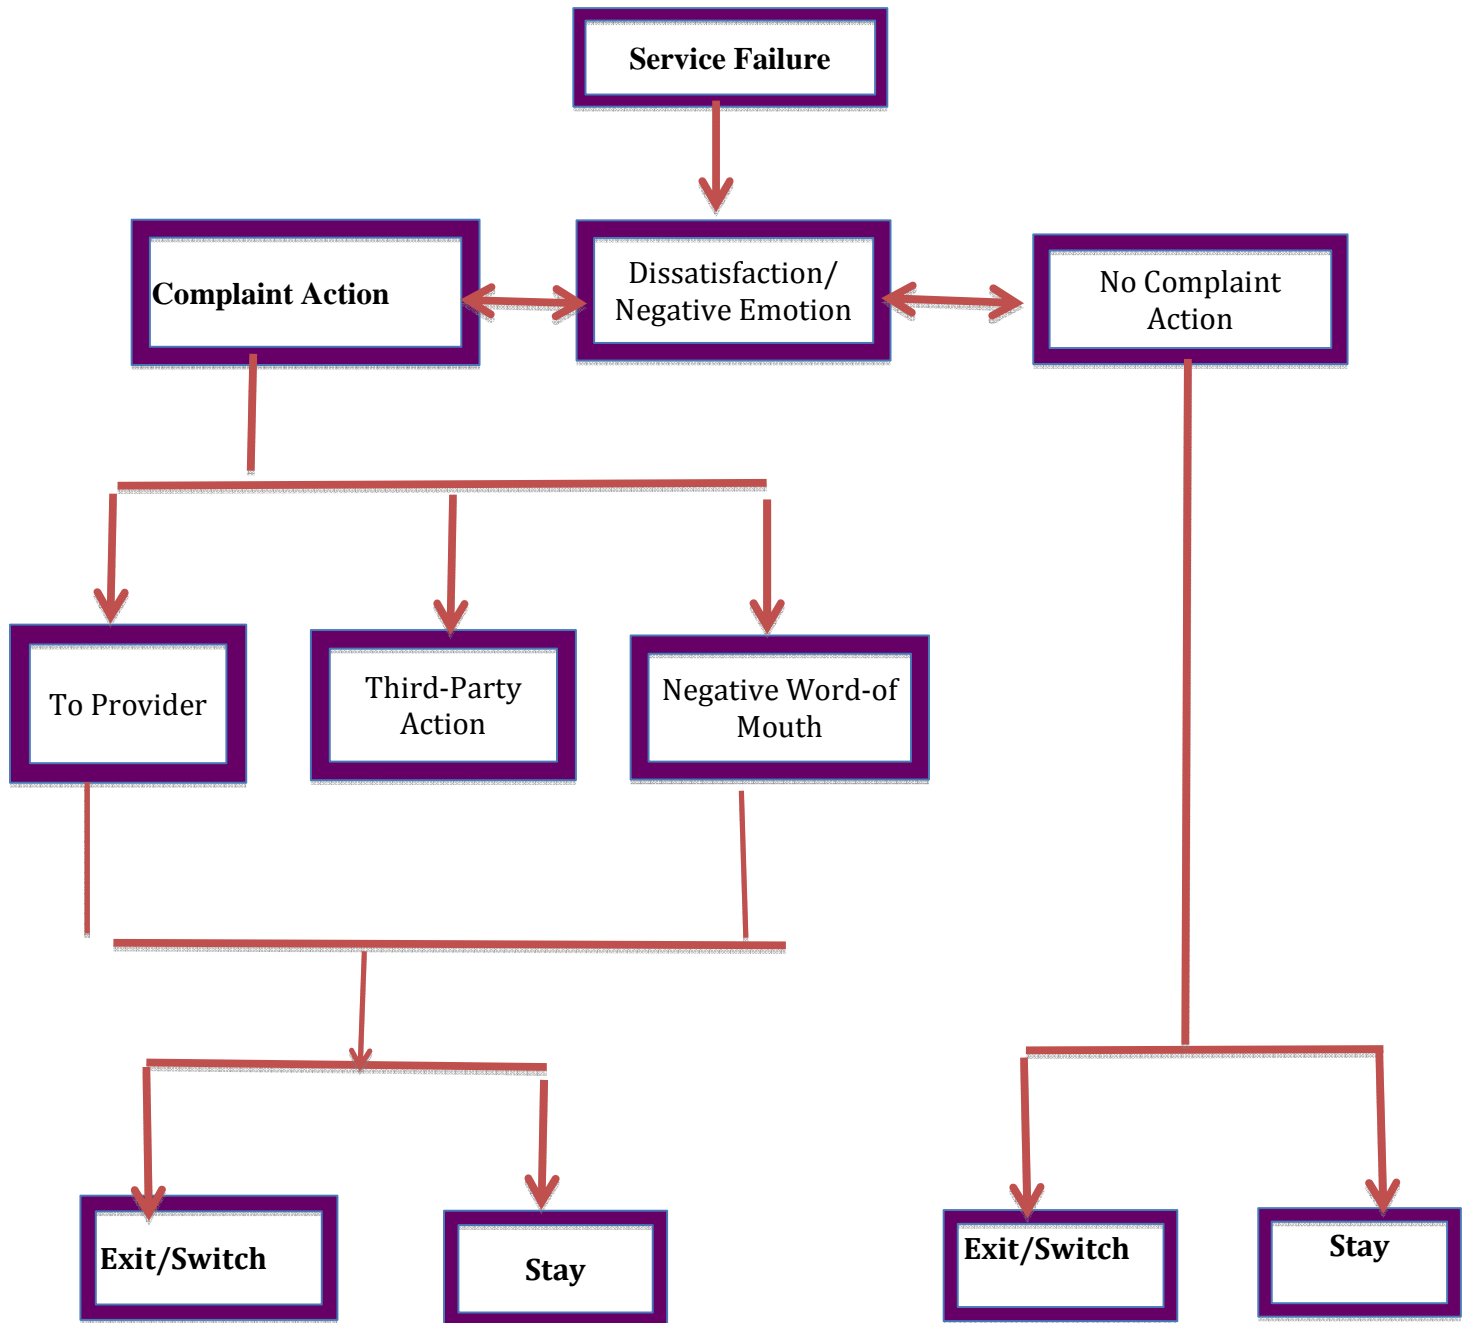 Service Failure
Complaint Action
Dissatisfaction/
Negative Emotion
No Complaint
Action
To Provider
Third-Party
Action
Negative Word-of
Mouth
Exit/Switch
Stay
Exit/Switch
Stay